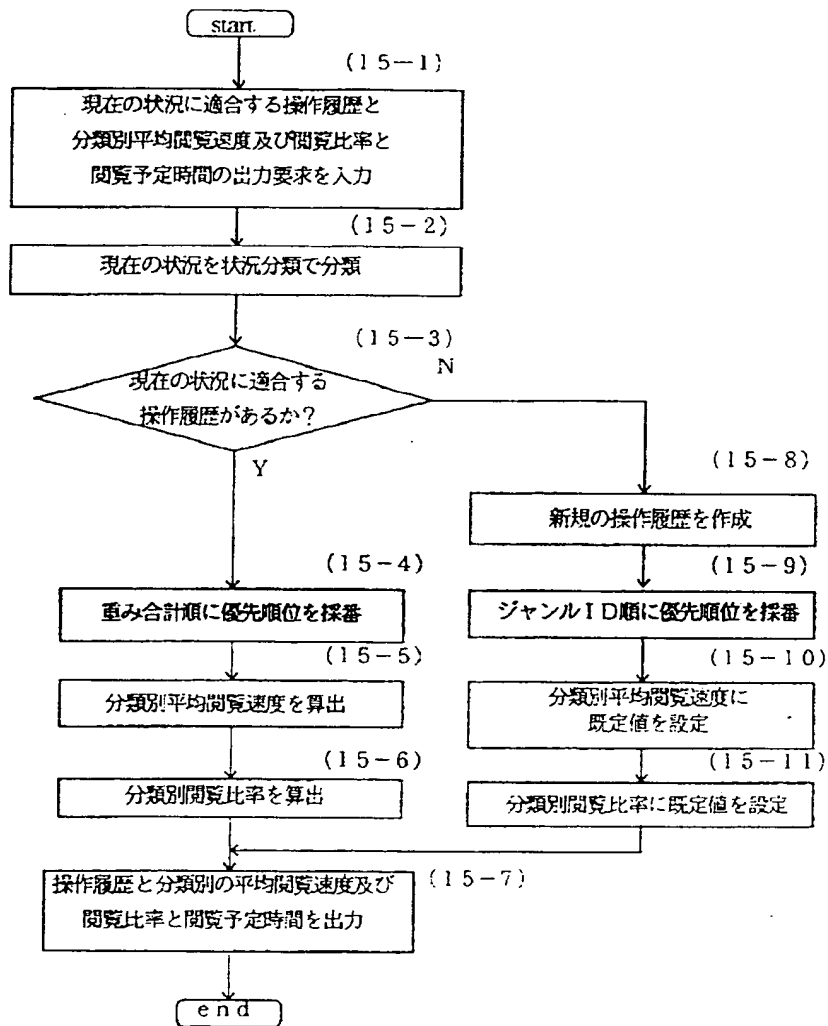 start
(15-1)
現在の状況に適合する操作履歴と
分類別平均閲覧速度及び閲覧比率と
閲覧予定時間の出力要求を入力
(15-2)
現在の状況を状況分類で分類
(15-3)
現在の状況に適合する
操作履歴があるか?
N
Y
(15-4)
重み合計順に優先順位を採番
(15-5)
分類別平均閲覧速度を算出
(15-6)
分類別閲覧比率を算出
(15-8)
新規の操作履歴を作成
(15-9)
ジャンルID順に優先順位を採番
(15-10)
分類別平均閲覧速度に
既定値を設定
(15-11)
分類別閲覧比率に既定値を設定
(15-7)
操作履歴と分類別の平均閲覧速度及び
閲覧比率と閲覧予定時間を出力
end